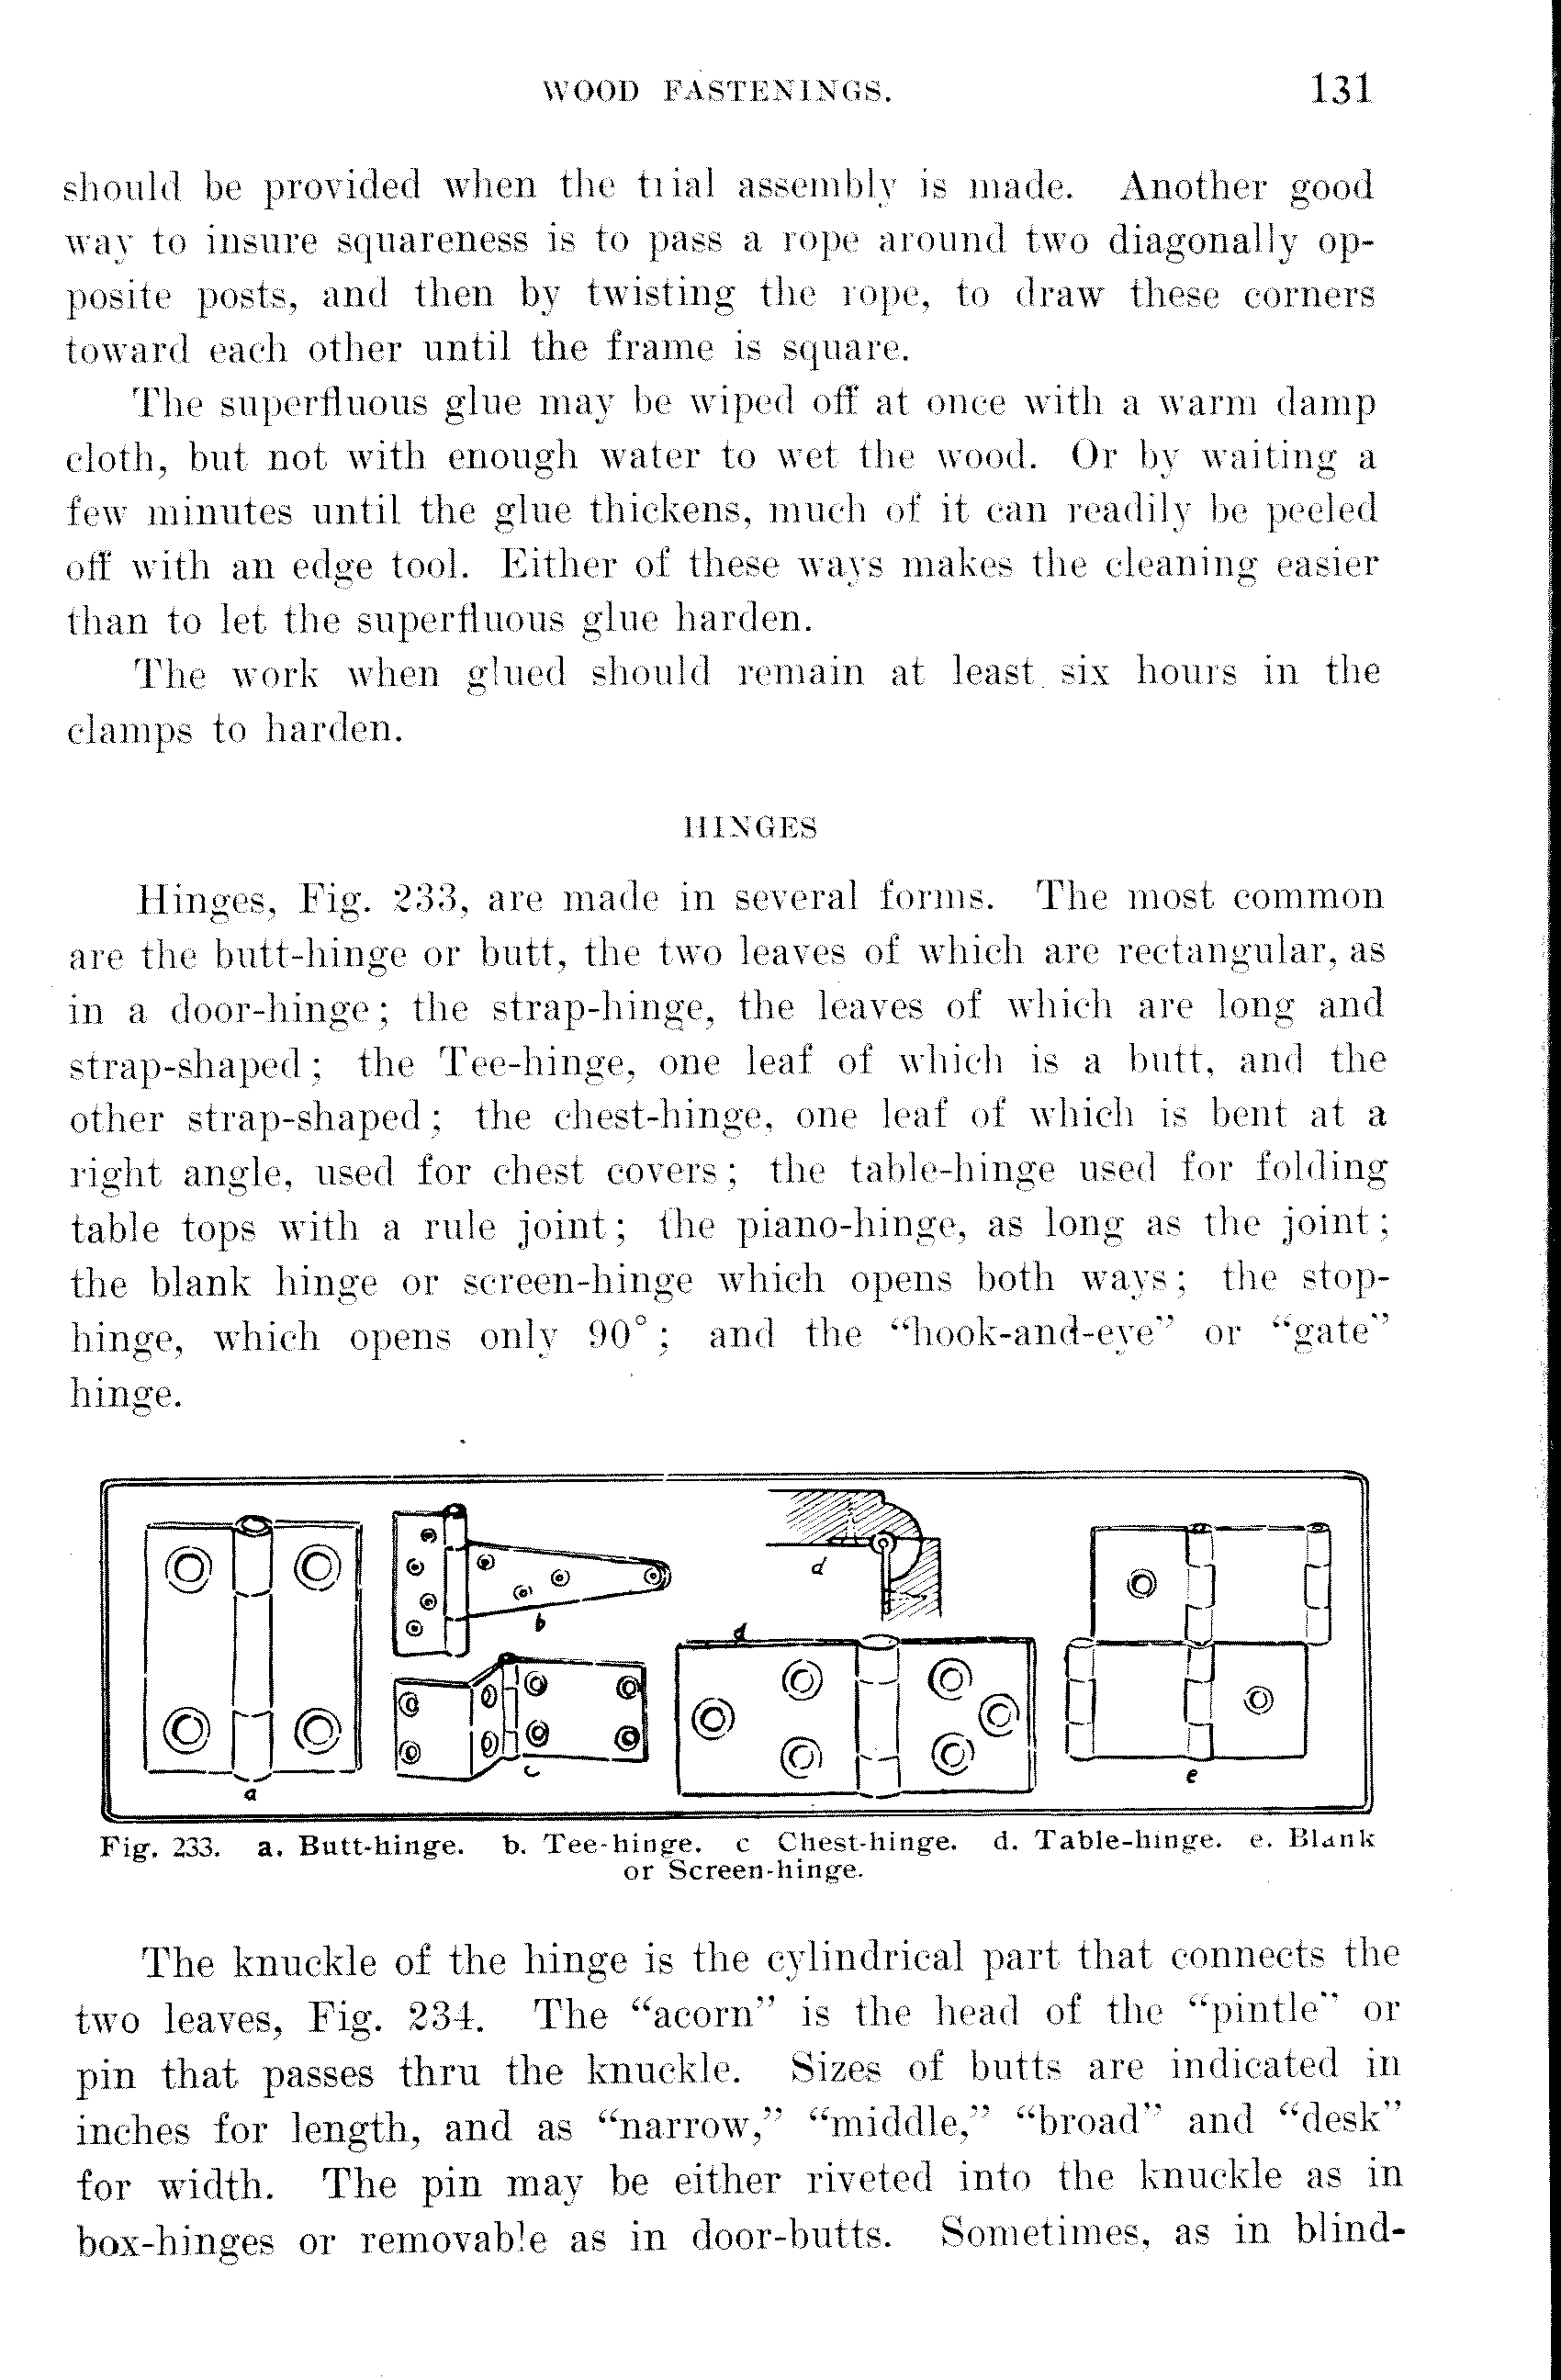 WOOD FASTENINGS. 131
should be provided when the trial assembly is made. Another good
way to insure squareness is to pass a rope around two diagonally op-
posite posts, and then by twisting the rope, to draw these corners
toward each other until the frame is square.
The superfluous glue may be wiped off at once with a warm damp
cloth, but not with enough water to wet the wood. Or by waiting a
few minutes until the glue thickens, much of it can readily be peeled
off with an edge tool. Either of these ways makes the cleaning easier
than to let the superfluous glue harden.
The work when glued should remain at least six hours in the
clamps to harden.
HINGES
Hinges, Fig. 233, are made in several forms. The most common
are the butt-hinge or butt, the two leaves of which are rectangular, as
in a door-hinge; the strap-hinge, the leaves of which are long and
strap-shaped; the Tee-hinge, one leaf of which is a butt, and the
other strap-shaped; the chest-hinge, one leaf of which is bent at a
right angle, used for chest covers; the table-hinge used for folding
table tops with a rule joint; the piano-hinge, as long as the joint;
the blank hinge or screen-hinge which opens both ways; the stop-
hinge, which opens only 90°; and the "hook-and-eye" or "gate"
hinge.
d
b
d
c
e
a
Fig. 233. a. Butt-hinge. b. Tee-hinge. c Chest-hinge. d. Table-hinge. e. Blank
or Screen-hinge.
The knuckle of the hinge is the cylindrical part that connects the
two leaves, Fig. 234. The "acorn" is the head of the "pintle" or
pin that passes thru the knuckle. Sizes of butts are indicated in
inches for length, and as "narrow," "middle," "broad" and "desk"
for width. The pin may be either riveted into the knuckle as in
box-hinges or removable as in door-butts. Sometimes, as in blind-